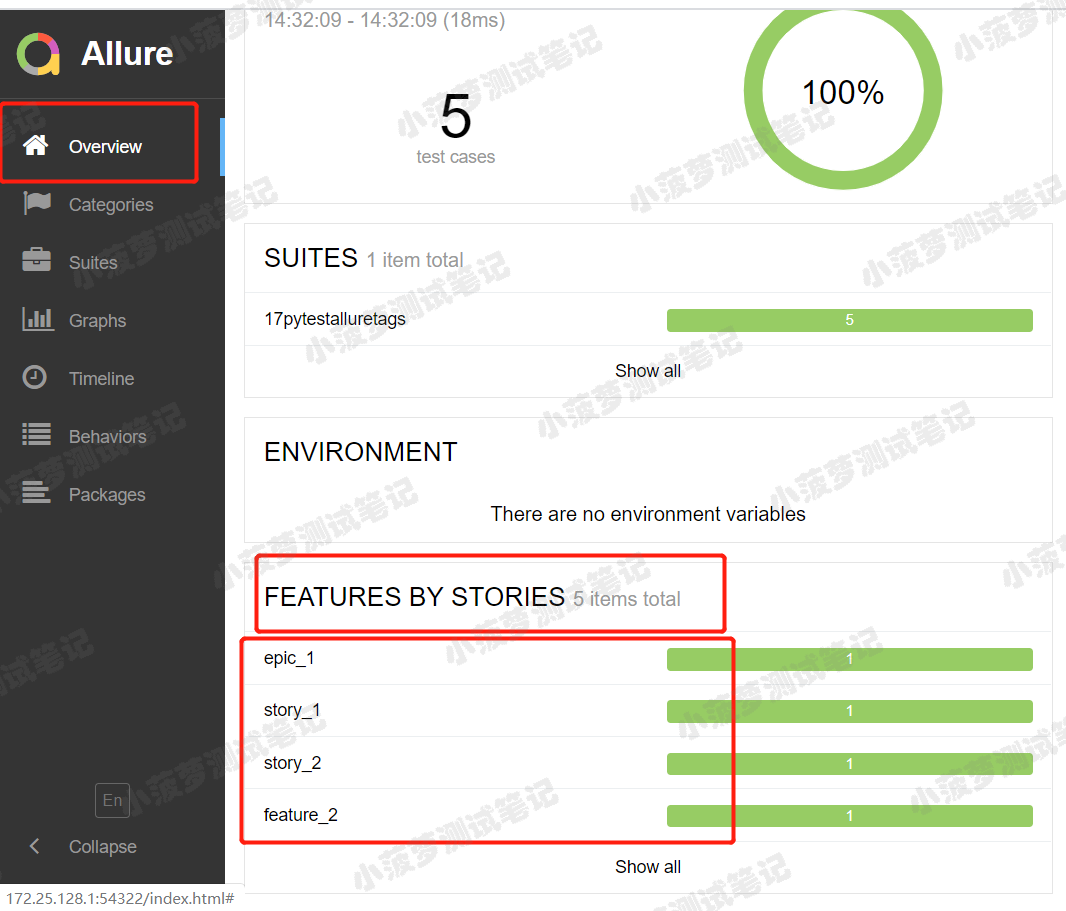 14:32:09 - 14:32:09 (18ms)
Allure
100%
5
test cases
Overview
Categories
Suites
Graphs
Timeline
Behaviors
Packages
SUITES 1 item total
17pytestalluretags 5
Show all
ENVIRONMENT
There are no environment variables
FEATURES BY STORIES 5 items total
epic_1 1
story_1 1
story_2 1
feature_2 1
Show all
En
Collapse
172.25.128.1:54322/index.html#
小菠萝测试笔记